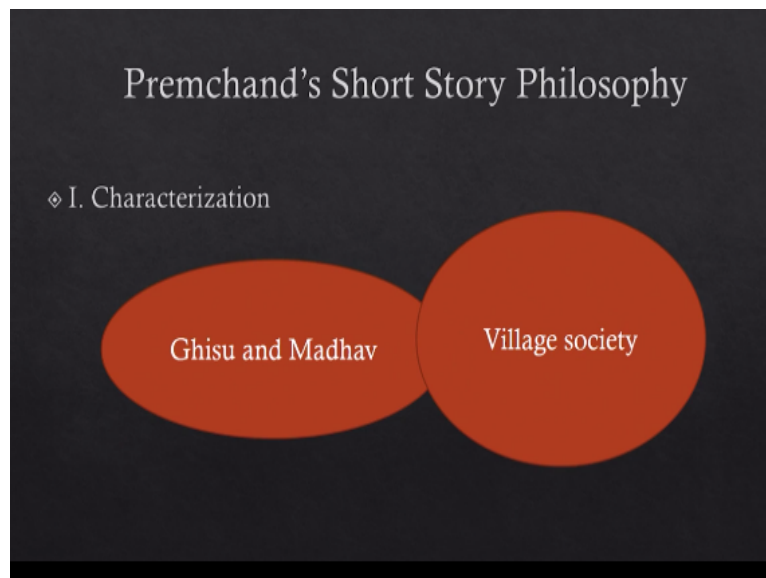 Premchand's Short Story Philosophy
I. Characterization
Ghisu and Madhav
Village society